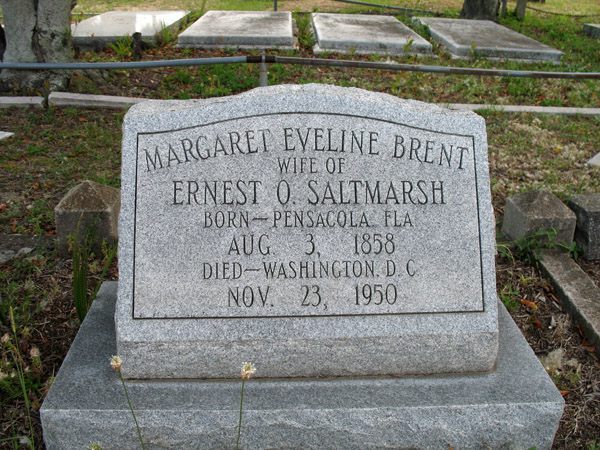 MARGARET EVELINE BRENT
WIFE OF
ERNEST O. SALTMARSH
BORN—PENSACOLA. FLA
AUG. 3, 1858
DIED—WASHINGTON. D. C.
NOV. 23, 1950